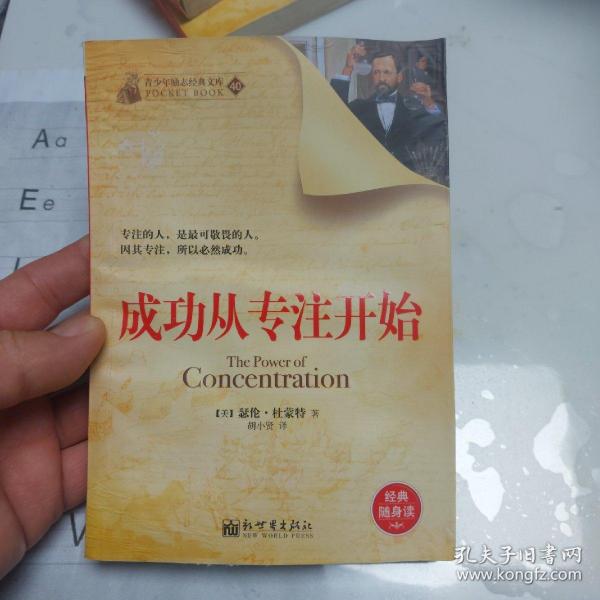 青少年励志经典文库
POCKET BOOK 40
专注的人，是最可敬畏的人。
因其专注，所以必然成功。
成功从专注开始
The Power of
Concentration
【美】瑟伦·杜蒙特 著
胡小贤 译
经典
随身读
新世界出版社
NEW WORLD PRESS
Aa
Ee
孔夫子旧书网
www.kongfz.com